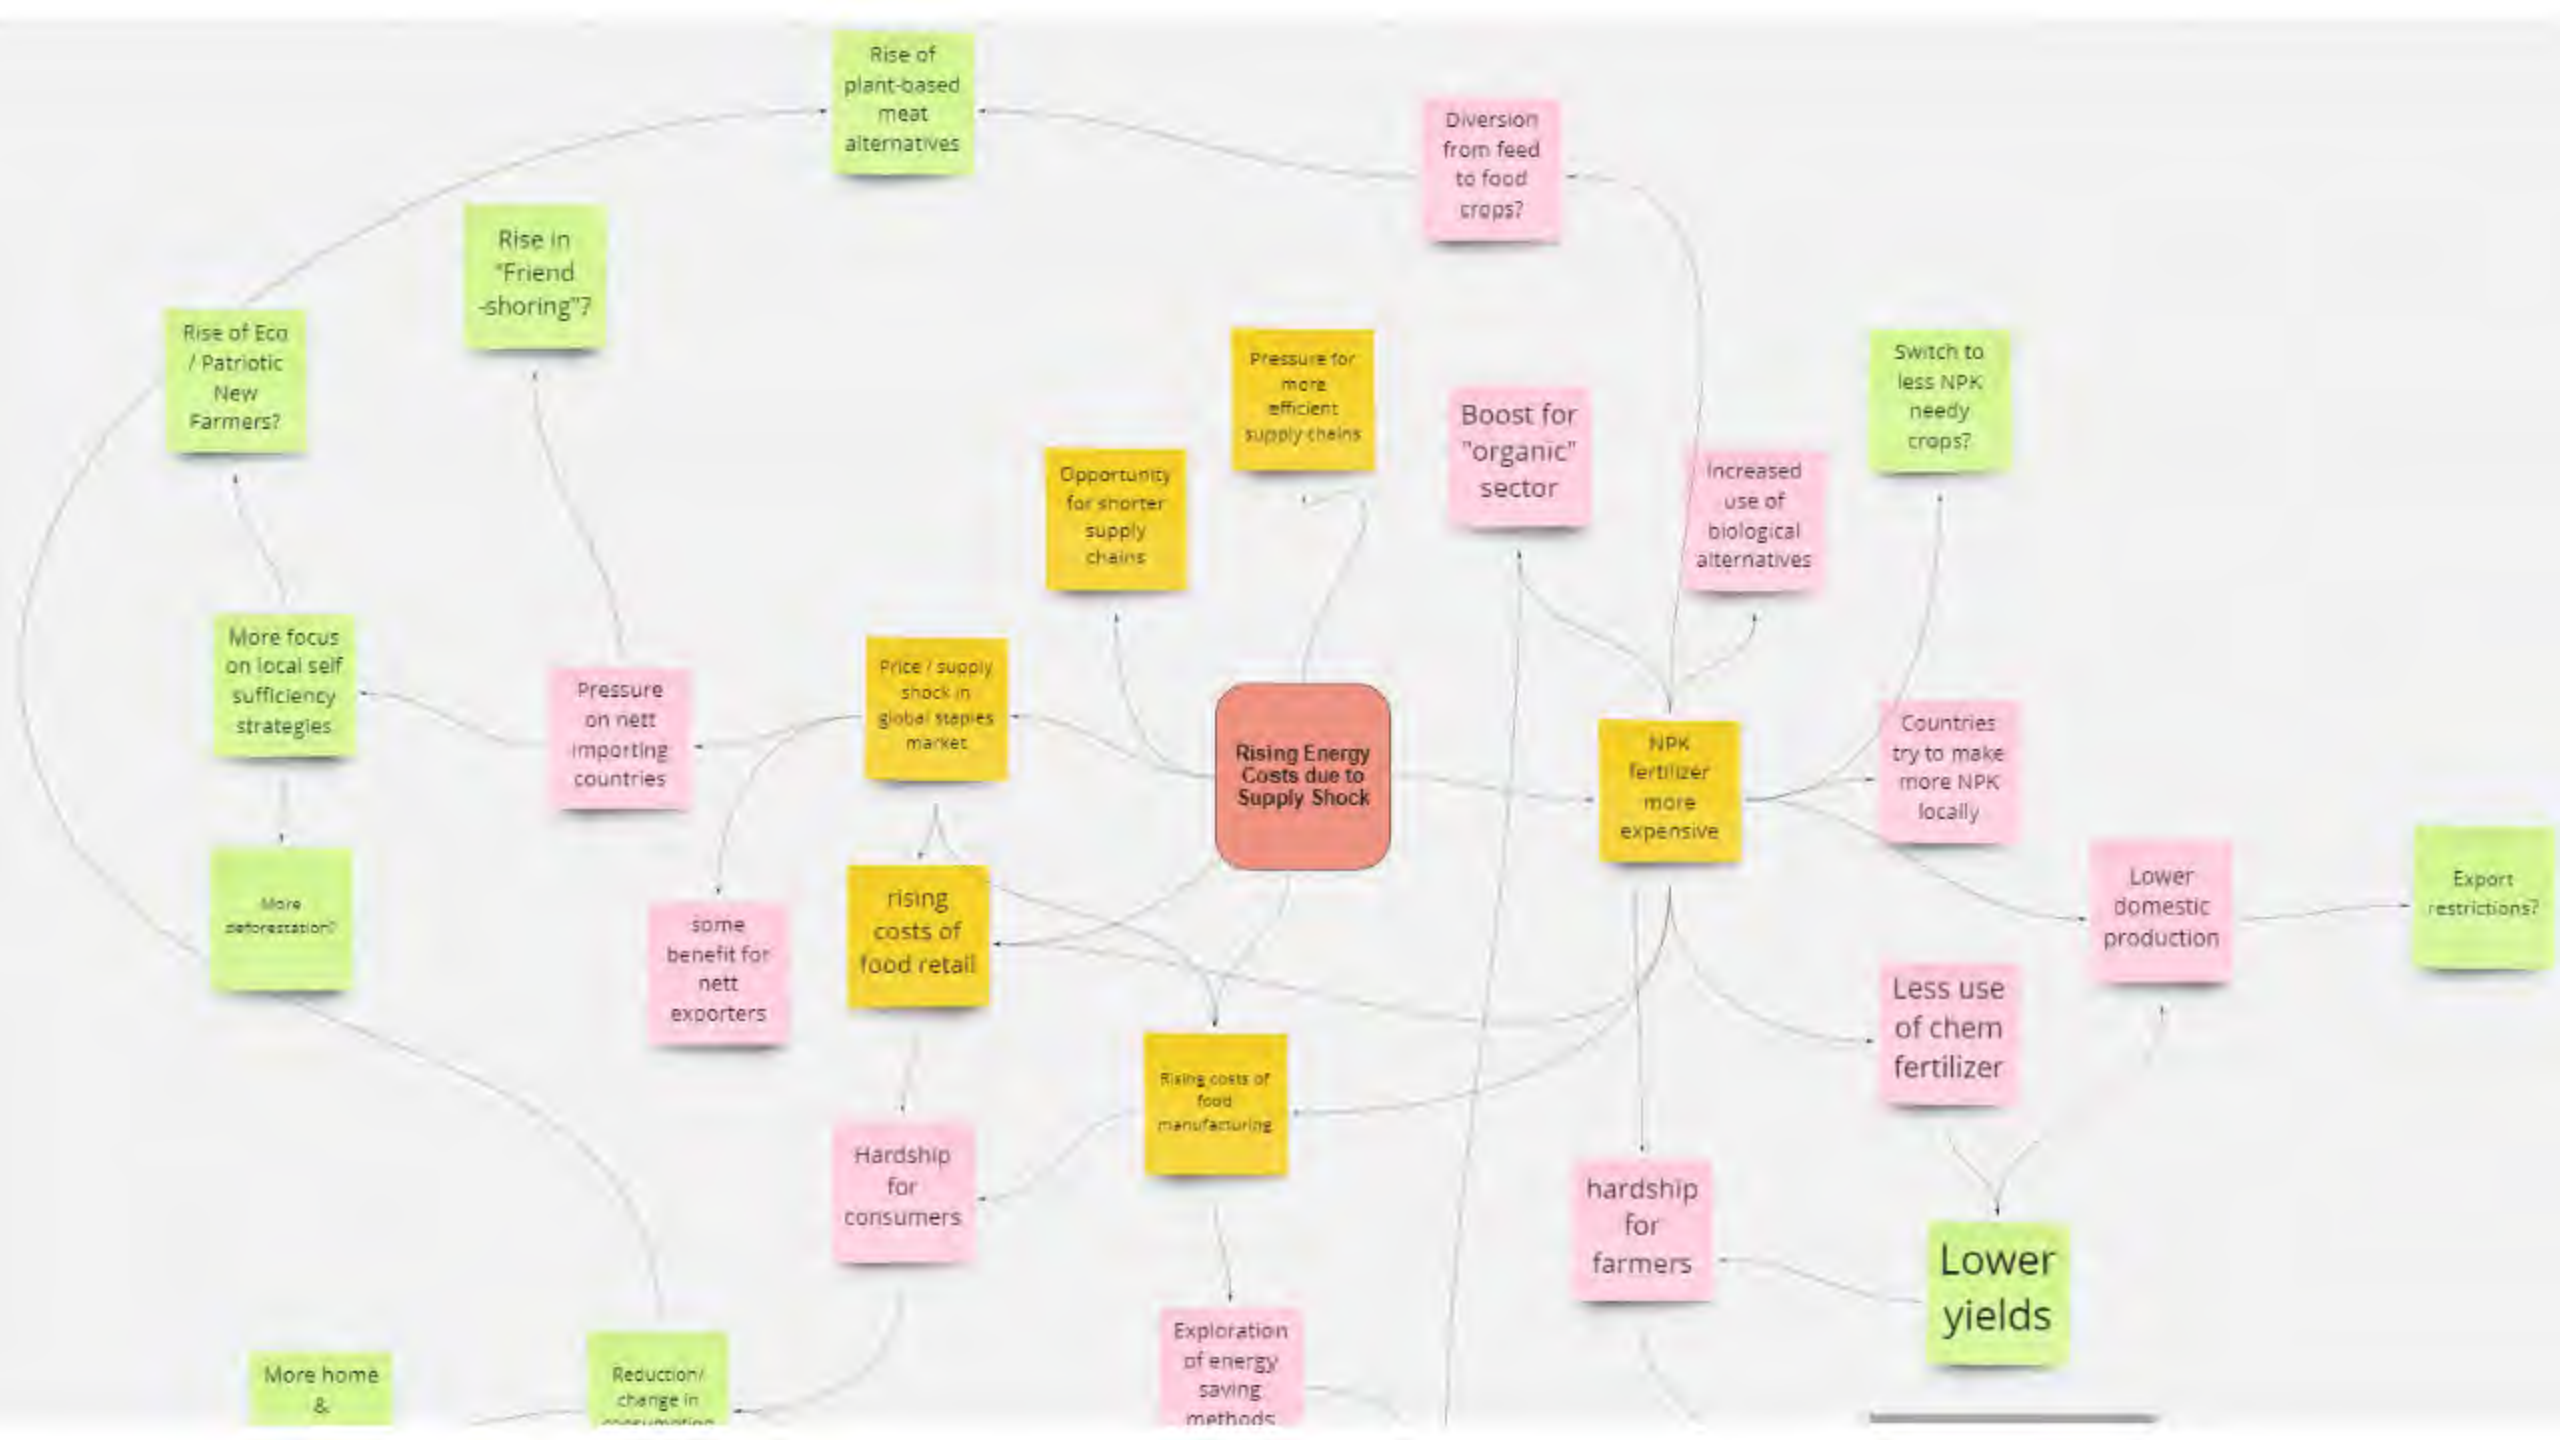 Rise of
plant-based
meat
alternatives
Diversion
from feed
to food
crops?
Rise in
"Friend
-shoring"?
Rise of Eco
/ Patriotic
New
Farmers?
Pressure for
more
efficient
supply chains
Switch to
less NPK
needy
crops?
Boost for
"organic"
sector
Opportunity
for shorter
supply
chains
Increased
use of
biological
alternatives
More focus
on local self
sufficiency
strategies
Pressure
on nett
importing
countries
Price / supply
shock in
global staples
market
Rising Energy
Costs due to
Supply Shock
NPK
fertilizer
more
expensive
Countries
try to make
more NPK
locally
More
deforestation?
some
benefit for
nett
exporters
rising
costs of
food retail
Lower
domestic
production
Export
restrictions?
Less use
of chem
fertilizer
Rising costs of
food
manufacturing
Hardship
for
consumers
hardship
for
farmers
Lower
yields
Exploration
of energy
saving
methods
More home
&
Reduction/
change in
consumption